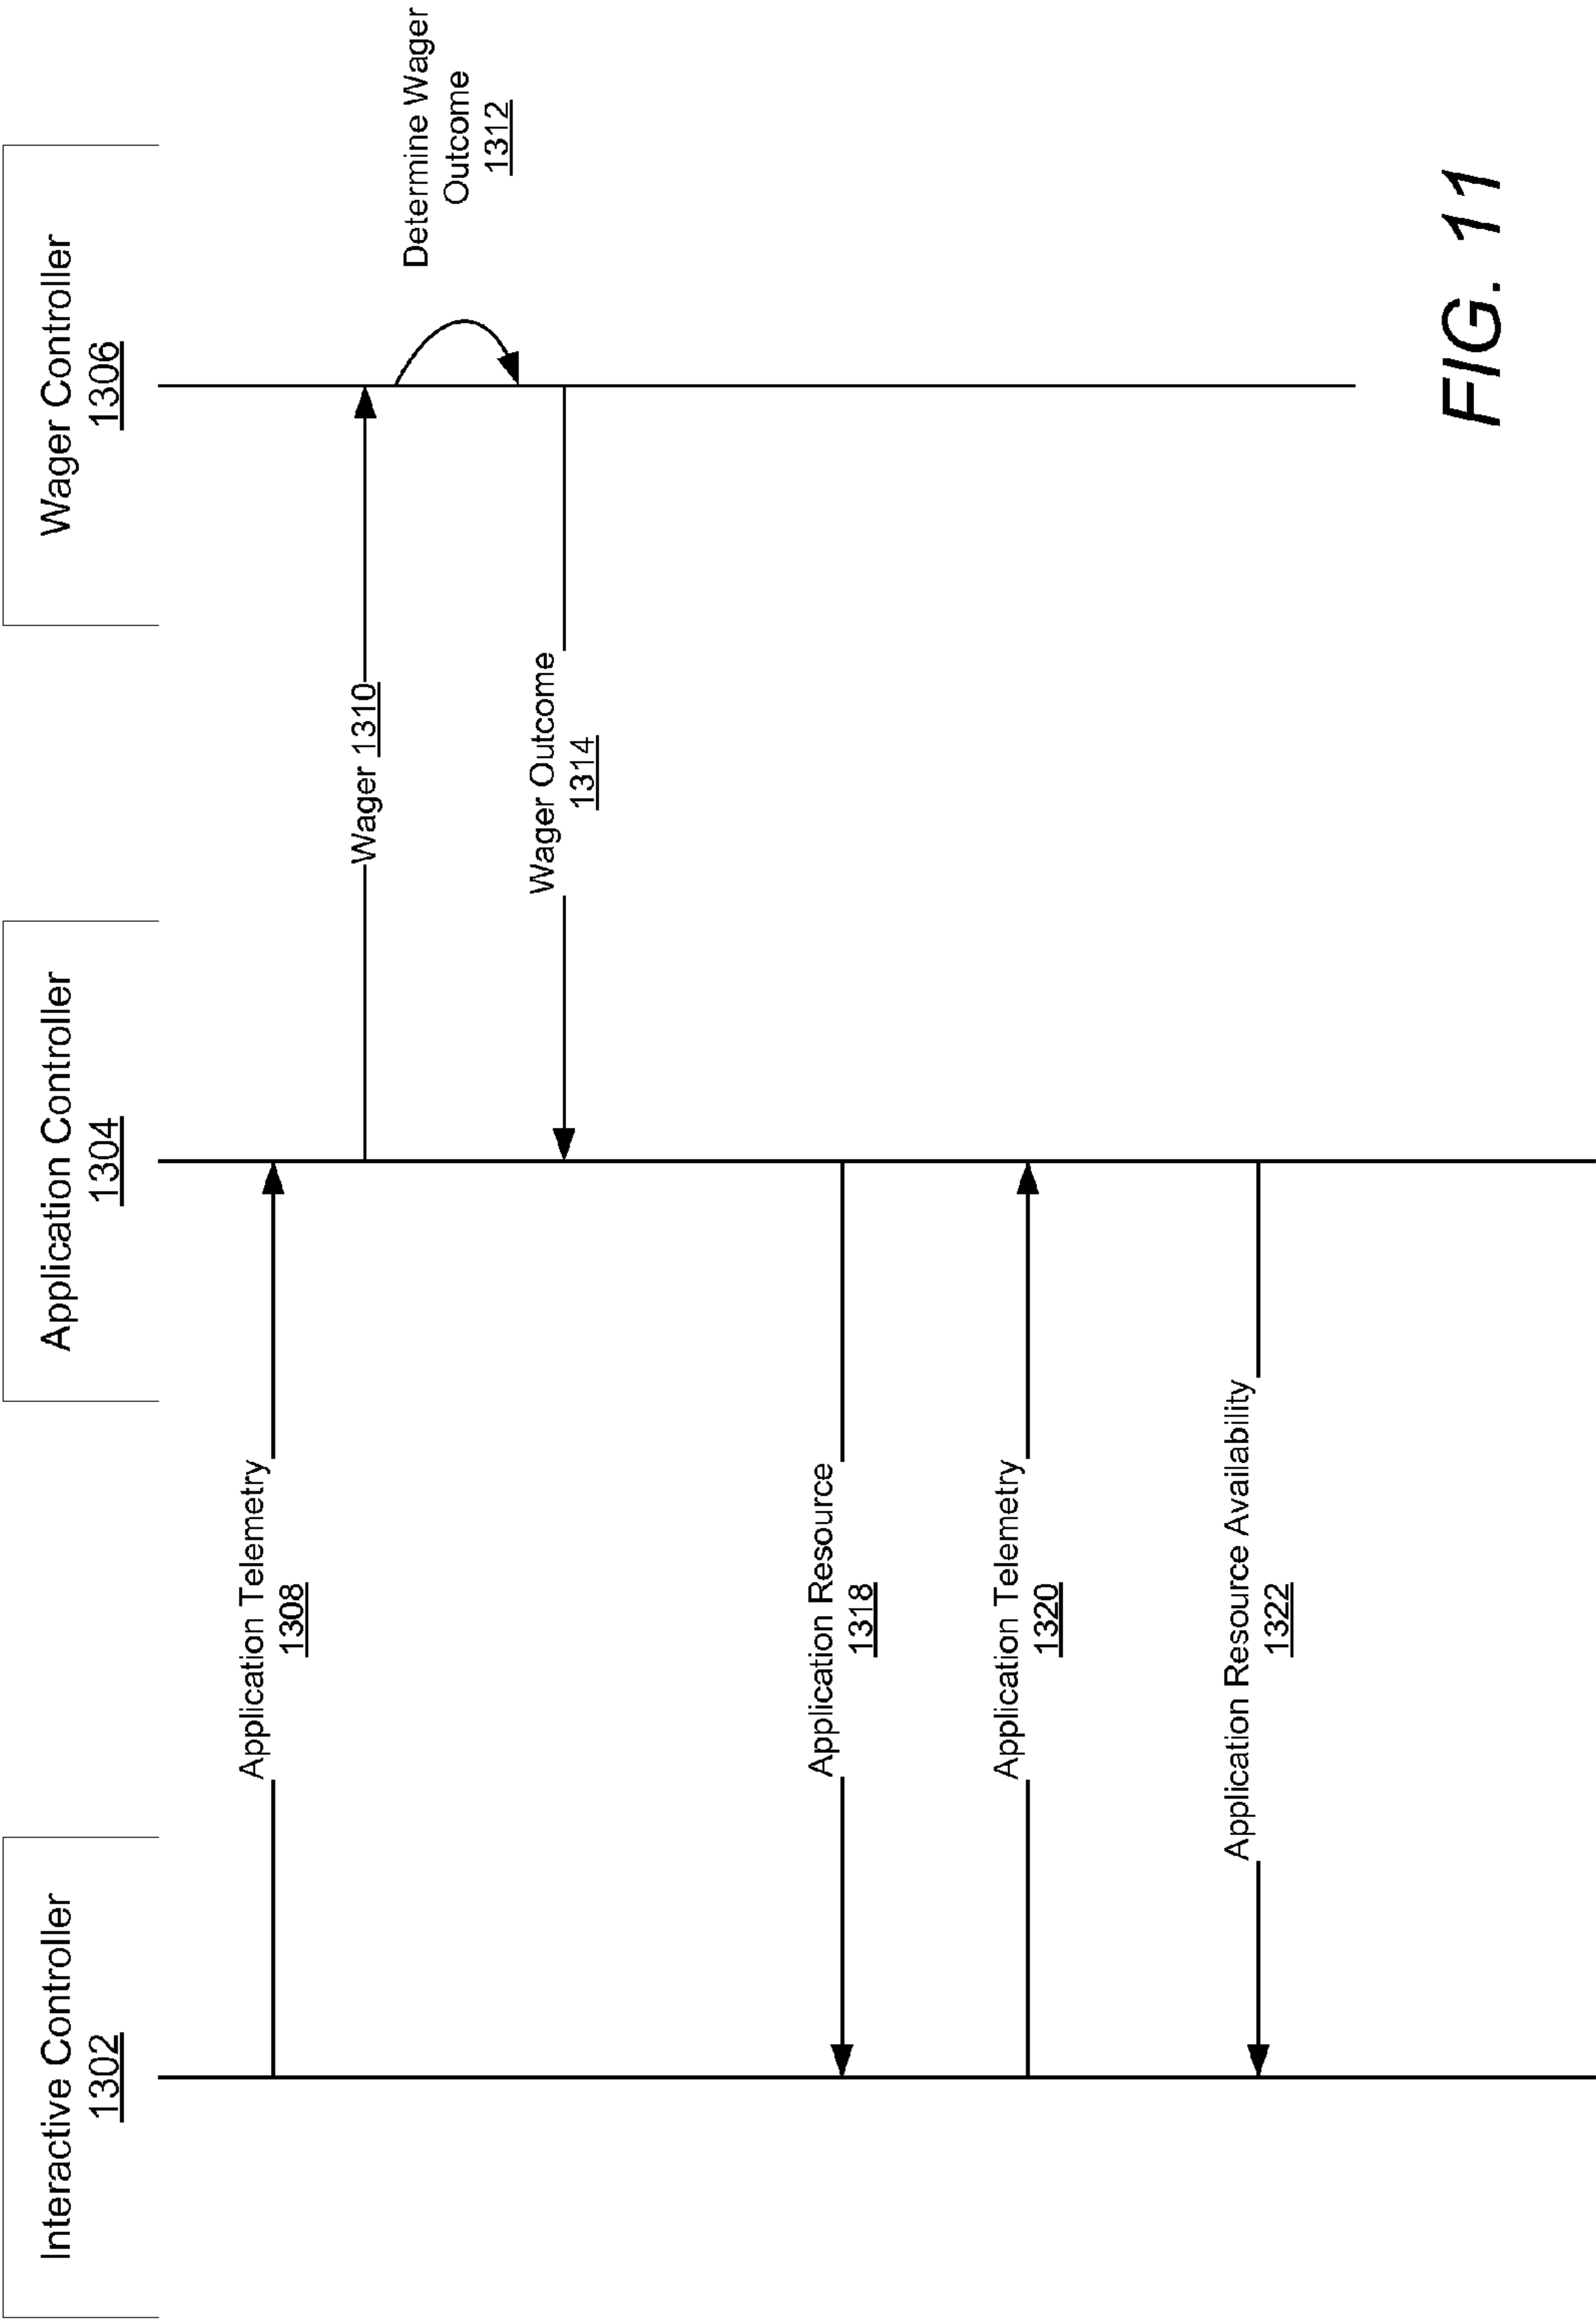 Interactive Controller
1302
Application Controller
1304
Wager Controller
1306
Application Telemetry
1308
Wager 1310
Determine Wager
Outcome
1312
Wager Outcome
1314
Application Resource
1318
Application Telemetry
1320
Application Resource Availability
1322
FIG. 11